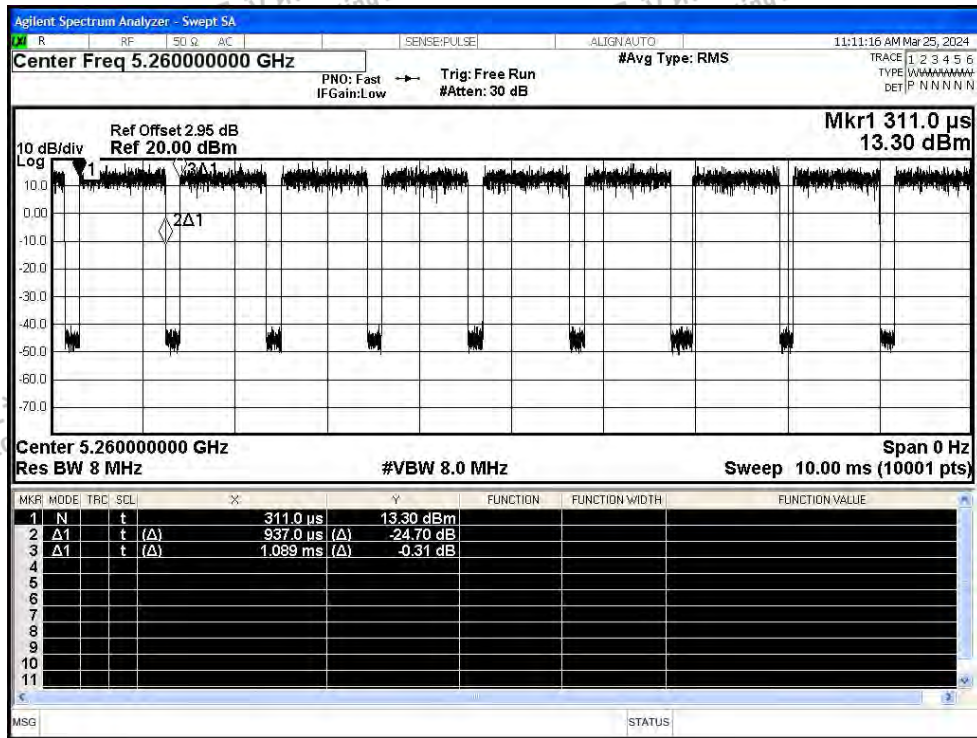 Agilent Spectrum Analyzer - Swept SA
LXI R RF 50 Ω AC SENSE:PULSE ALIGN AUTO 11:11:16 AM Mar 25, 2024
Center Freq 5.260000000 GHz #Avg Type: RMS TRACE 1 2 3 4 5 6
PNO: Fast Trig: Free Run TYPE WWWWWW
IFGain:Low #Atten: 30 dB DET P N N N N N
Mkr1 311.0 µs
Ref Offset 2.95 dB
10 dB/div Ref 20.00 dBm 13.30 dBm
Log
1 3Δ1
10.0
0.00
2Δ1
-10.0
-20.0
-30.0
-40.0
-50.0
-60.0
-70.0
Center 5.260000000 GHz Span 0 Hz
Res BW 8 MHz #VBW 8.0 MHz Sweep 10.00 ms (10001 pts)
MKR MODE TRC SCL X Y FUNCTION FUNCTION WIDTH FUNCTION VALUE
1 N t 311.0 µs 13.30 dBm
2 Δ1 t (Δ) 937.0 µs (Δ) -24.70 dB
3 Δ1 t (Δ) 1.089 ms (Δ) -0.31 dB
4
5
6
7
8
9
10
11
MSG STATUS